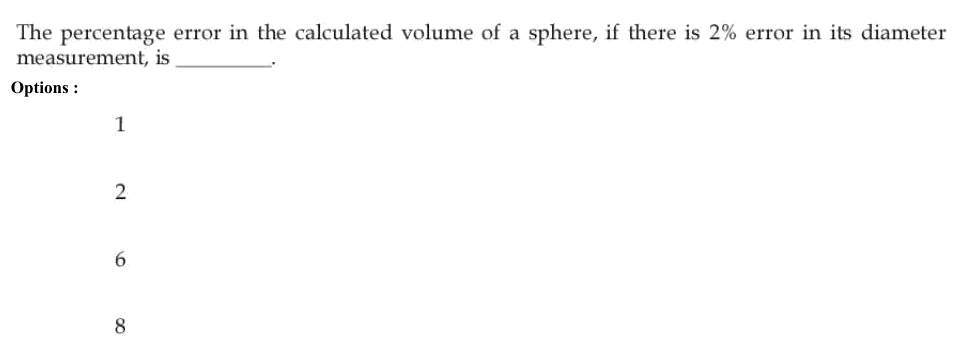 The percentage error in the calculated volume of a sphere, if there is 2% error in its diameter
measurement, is __________.
Options :
1
2
6
8